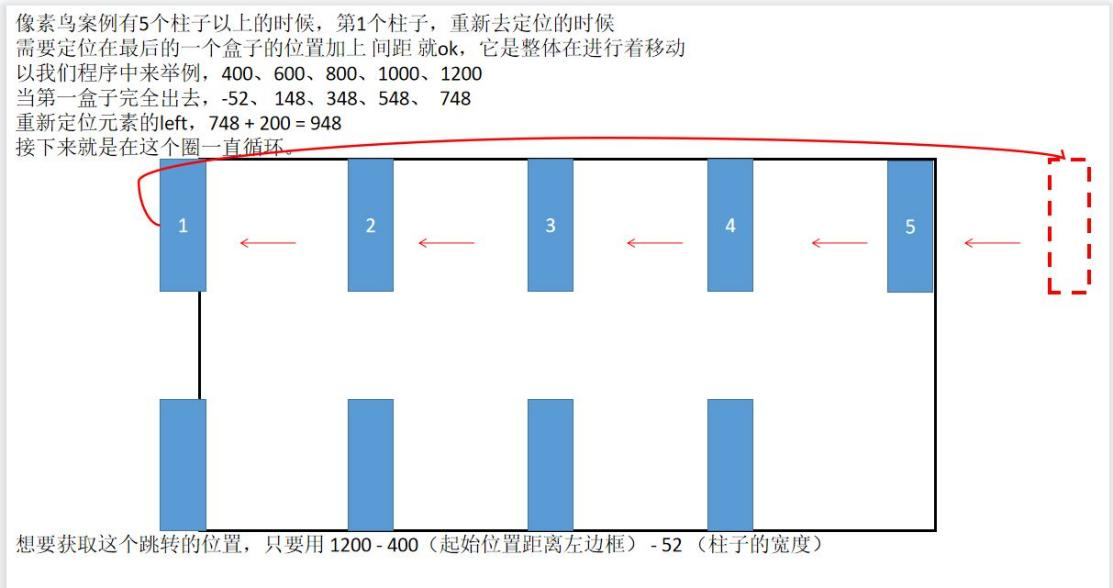 像素鸟案例有5个柱子以上的时候，第1个柱子，重新去定位的时候
需要定位在最后的一个盒子的位置加上 间距 就ok，它是整体在进行着移动
以我们程序中来举例，400、600、800、1000、1200
当第一盒子完全出去，-52、 148、348、548、 748
重新定位元素的left，748 + 200 = 948
接下来就是在这个圈一直循环。
1
2
3
4
5
想要获取这个跳转的位置，只要用 1200 - 400（起始位置距离左边框） - 52 （柱子的宽度）